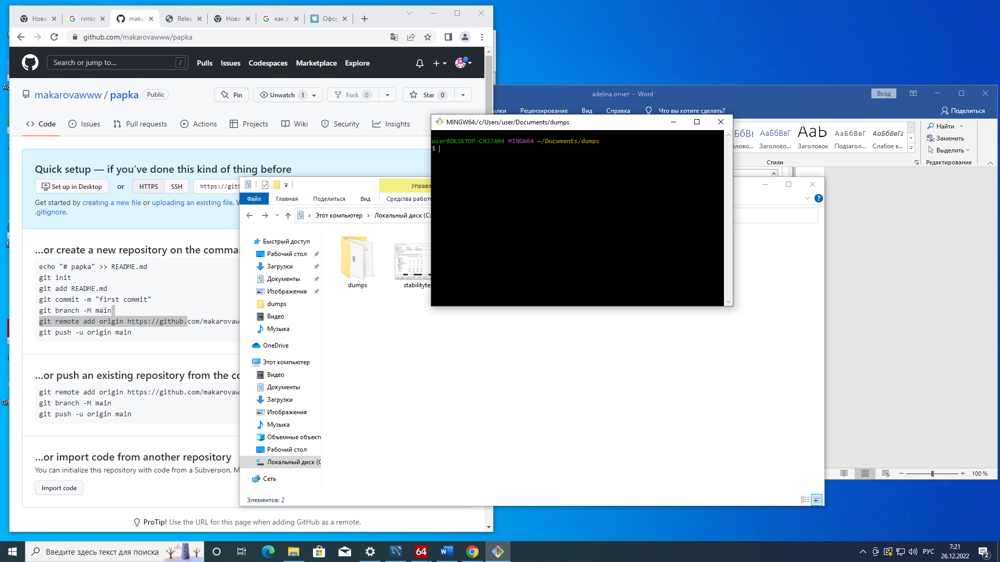 Нова
гитха
maka
Relea
Нова
как за
Офор
github.com/makarovawww/papka
Search or jump to...
/
Pulls
Issues
Codespaces
Marketplace
Explore
makarovawww / papka
Public
Pin
Unwatch 1
Fork 0
Star 0
Code
Issues
Pull requests
Actions
Projects
Wiki
Security
Insights
Quick setup — if you've done this kind of thing before
Set up in Desktop
or
HTTPS
SSH
https://gith
Get started by creating a new file or uploading an existing file. W
.gitignore.
...or create a new repository on the comma
echo "# papka" >> README.md
git init
git add README.md
git commit -m "first commit"
git branch -M main
git remote add origin https://github.com/makarovaw
git push -u origin main
...or push an existing repository from the co
git remote add origin https://github.com/makarovaw
git branch -M main
git push -u origin main
...or import code from another repository
You can initialize this repository with code from a Subversion, M
Import code
ProTip! Use the URL for this page when adding GitHub as a remote.
adelina отчет - Word
Вход
ылки
Рецензирование
Вид
Справка
Что вы хотите сделать?
Поделиться
АаБбВвГ
АаБ
АаБбВвГ
АаБбВвГг
олово...
Заголово...
Заголовок
Подзагол...
Слабое в...
Стили
Найти
Заменить
Выделить
Редактирование
100 %
MINGW64:/c/Users/user/Documents/dumps
user@DESKTOP-CHJ7AM4 MINGW64 ~/Documents/dumps
$
Управл
Файл
Главная
Поделиться
Вид
Средства работы
Этот компьютер
Локальный диск (C:
Быстрый доступ
Рабочий стол
Загрузки
Документы
Изображения
dumps
Видео
Музыка
OneDrive
Этот компьютер
Видео
Документы
Загрузки
Изображения
Музыка
Объемные объекты
Рабочий стол
Локальный диск (C
Сеть
dumps
stabilitytes
Элементов: 2
Введите здесь текст для поиска
64
РУС
7:21
26.12.2022
2